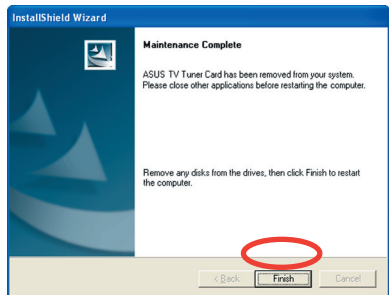 InstallShield Wizard
Maintenance Complete
ASUS TV Tuner Card has been removed from your system.
Please close other applications before restarting the computer.
Remove any disks from the drives, then click Finish to restart
the computer.
< Back Finish Cancel